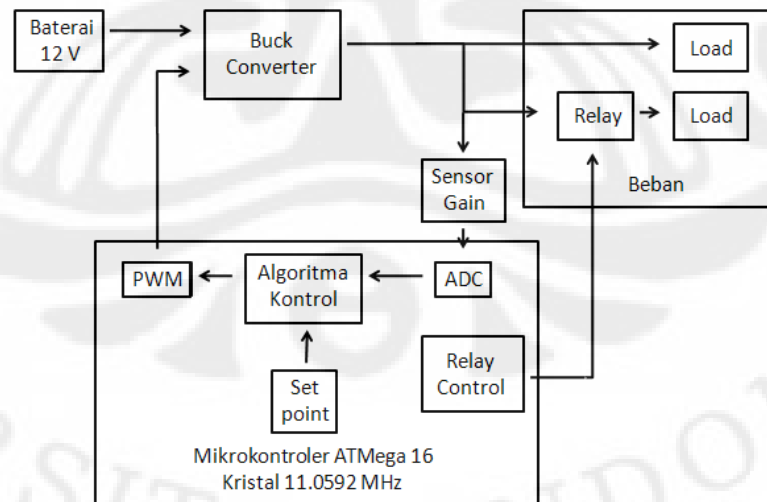 Baterai
12 V
Buck
Converter
Load
Relay
Load
Beban
Sensor
Gain
PWM
Algoritma
Kontrol
ADC
Relay
Control
Set
point
Mikrokontroler ATMega 16
Kristal 11.0592 MHz